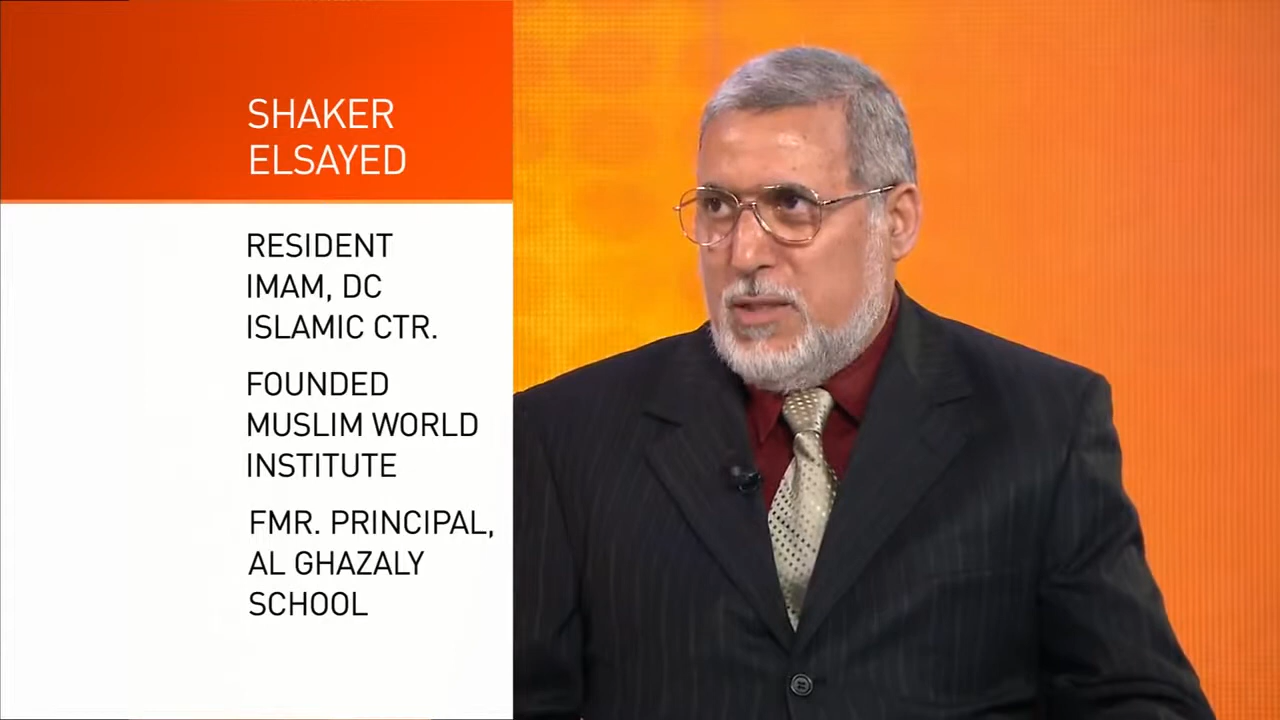 SHAKER
ELSAYED
RESIDENT
IMAM, DC
ISLAMIC CTR.
FOUNDED
MUSLIM WORLD
INSTITUTE
FMR. PRINCIPAL,
AL GHAZALY
SCHOOL